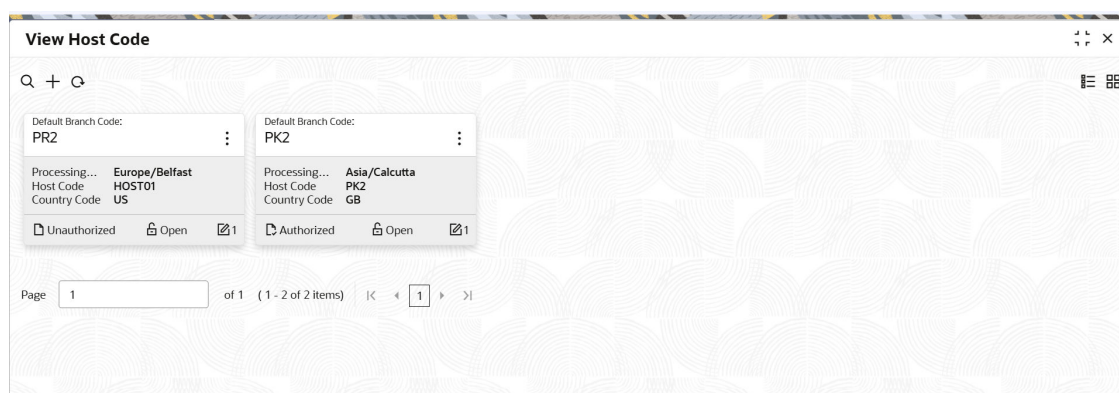 View Host Code
Default Branch Code: Default Branch Code:
PR2 PK2
Processing... Europe/Belfast Processing... Asia/Calcutta
Host Code HOST01 Host Code PK2
Country Code US Country Code GB
Unauthorized Open 1 Authorized Open 1
Page 1 of 1 ( 1 - 2 of 2 items) 1